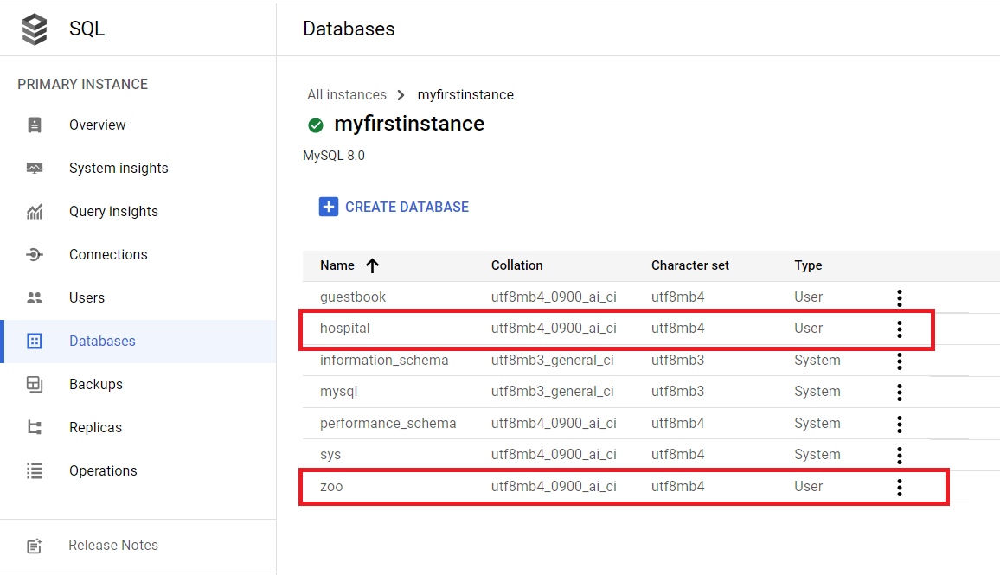 SQL
Databases
PRIMARY INSTANCE
Overview
System insights
Query insights
Connections
Users
Databases
Backups
Replicas
Operations
Release Notes
All instances myfirstinstance
myfirstinstance
MySQL 8.0
CREATE DATABASE
Name Collation Character set Type
guestbook utf8mb4_0900_ai_ci utf8mb4 User
hospital utf8mb4_0900_ai_ci utf8mb4 User
information_schema utf8mb3_general_ci utf8mb3 System
mysql utf8mb3_general_ci utf8mb3 System
performance_schema utf8mb4_0900_ai_ci utf8mb4 System
sys utf8mb4_0900_ai_ci utf8mb4 System
zoo utf8mb4_0900_ai_ci utf8mb4 User